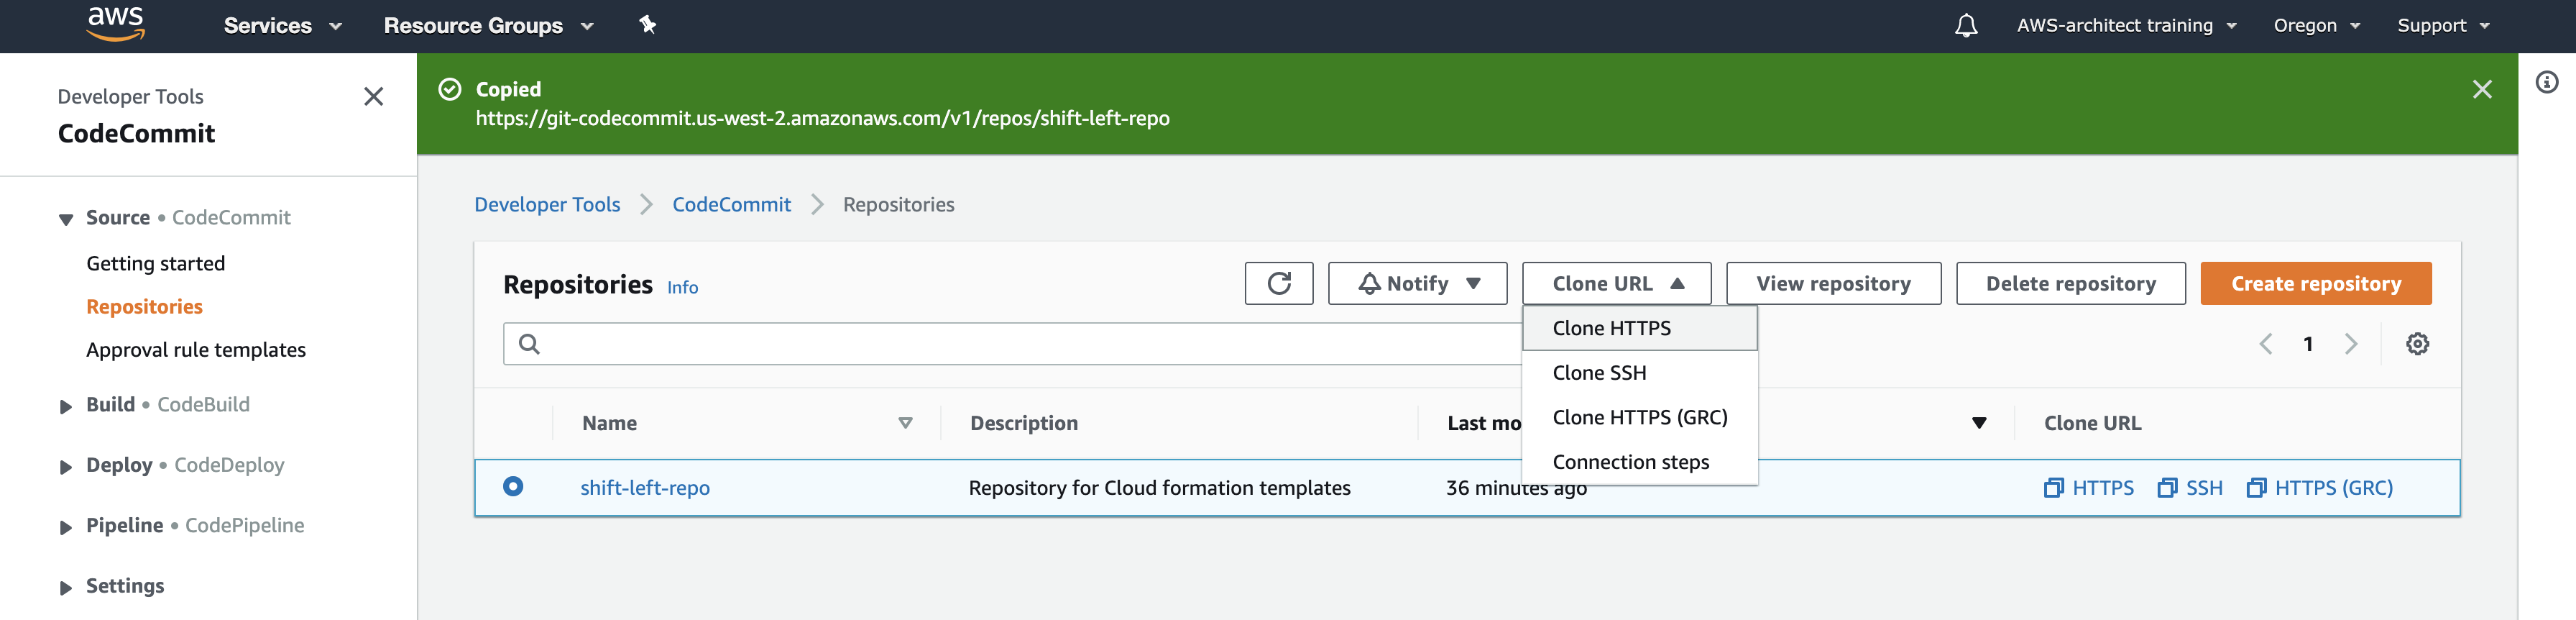 aws Services Resource Groups AWS-architect training Oregon Support
Developer Tools
CodeCommit
Source • CodeCommit
Getting started
Repositories
Approval rule templates
Build • CodeBuild
Deploy • CodeDeploy
Pipeline • CodePipeline
Settings
Copied
https://git-codecommit.us-west-2.amazonaws.com/v1/repos/shift-left-repo
Developer Tools CodeCommit Repositories
Repositories Info Notify Clone URL View repository Delete repository Create repository
Clone HTTPS
Clone SSH
Clone HTTPS (GRC)
Connection steps
1
Name Description Last mo Clone URL
shift-left-repo Repository for Cloud formation templates 36 minutes ago HTTPS SSH HTTPS (GRC)